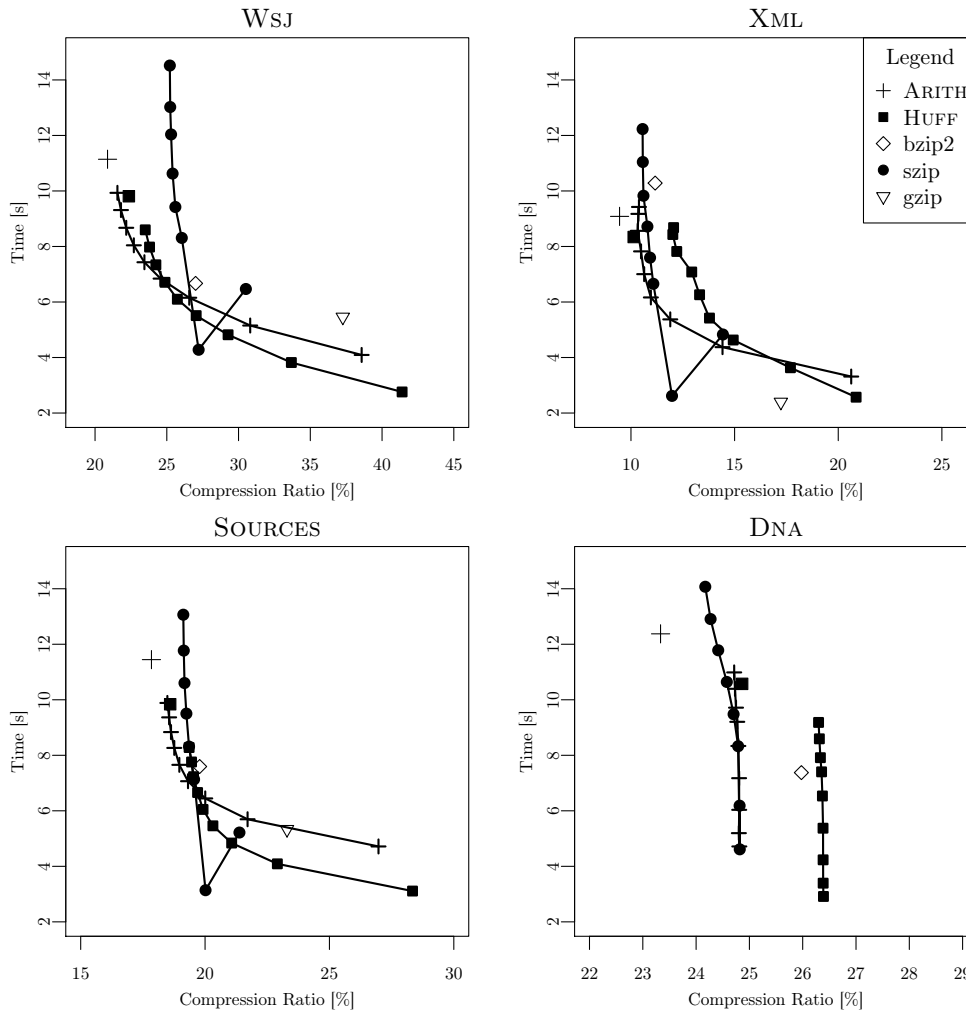 WSJ
Time [s]
2 4 6 8 10 12 14
20 25 30 35 40 45
Compression Ratio [%]
XML
Time [s]
2 4 6 8 10 12 14
10 15 20 25
Compression Ratio [%]
Legend
ARITH
HUFF
bzip2
szip
gzip
SOURCES
Time [s]
2 4 6 8 10 12 14
15 20 30
Compression Ratio [%]
DNA
Time [s]
2 4 6 8 10 12 14
22 23 24 25 26 27 28 29
Compression Ratio [%]